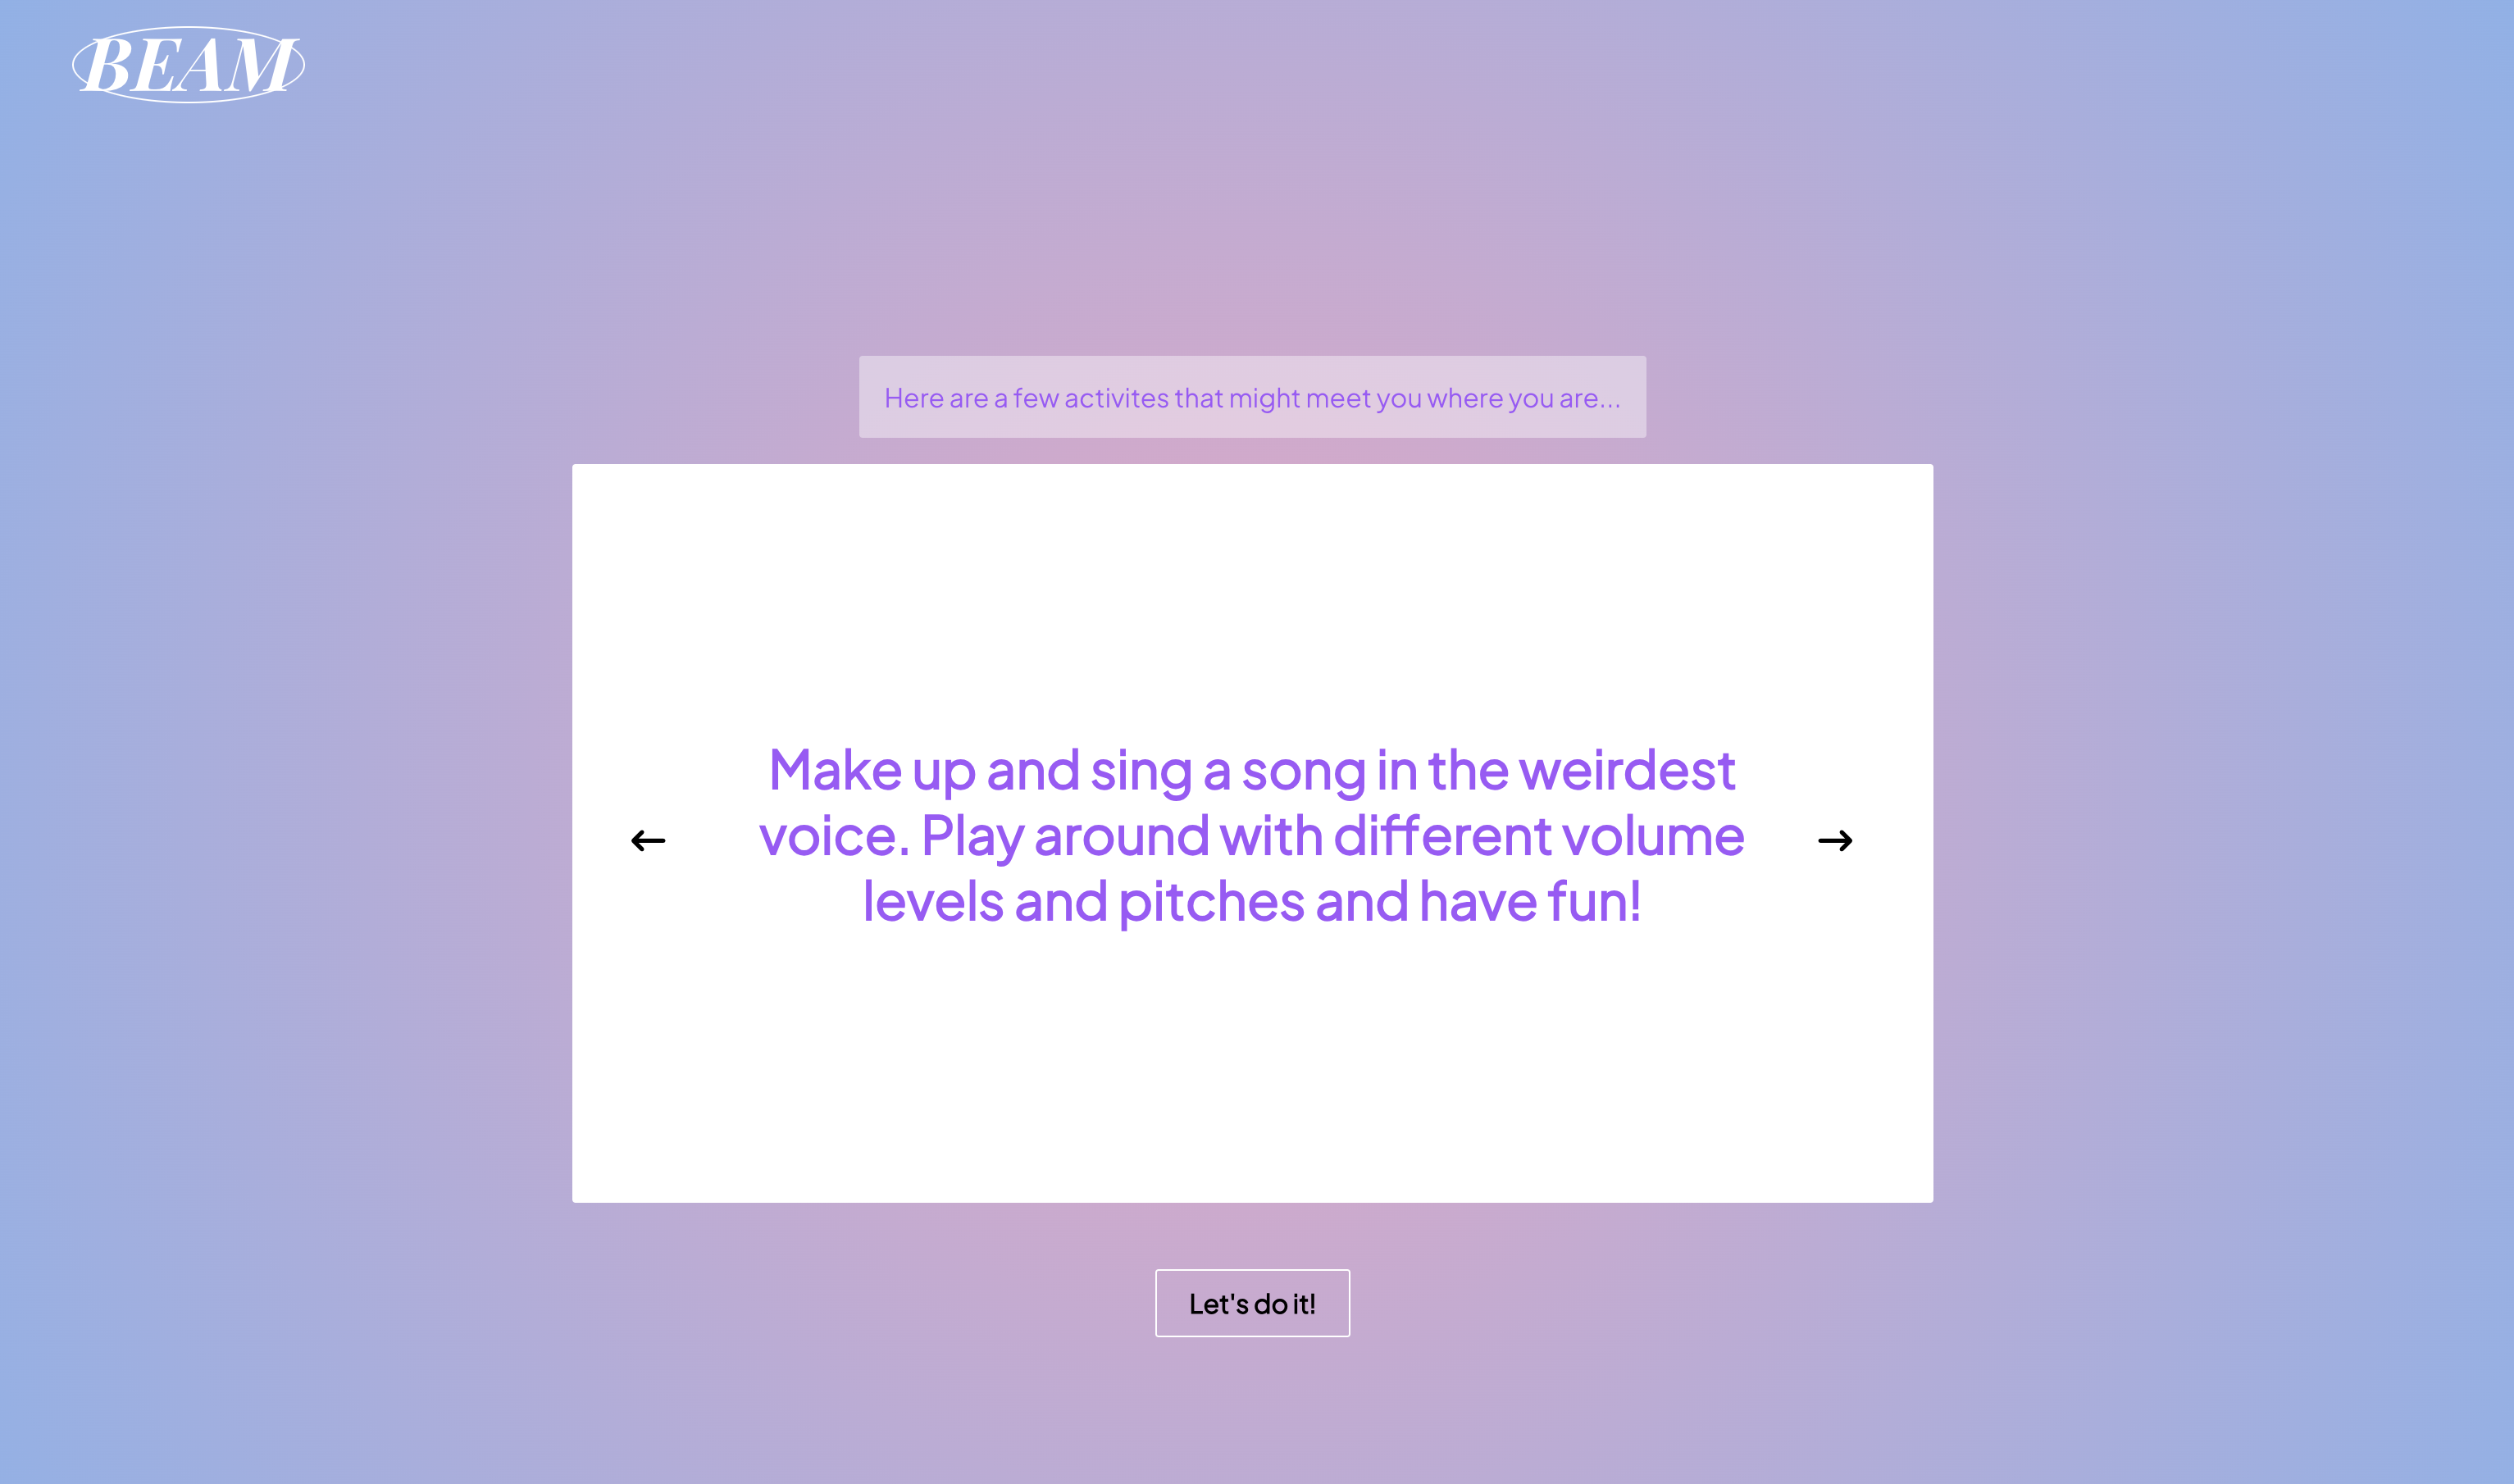 BEAM
Here are a few activites that might meet you where you are...
Make up and sing a song in the weirdest
voice. Play around with different volume
levels and pitches and have fun!
Let's do it!